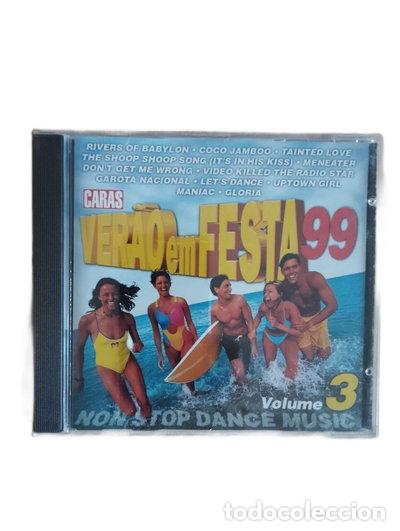 RIVERS OF BABYLON • COCO JAMBOO • TAINTED LOVE
THE SHOOP SHOOP SONG (IT'S IN HIS KISS) • MENEATER
DON'T GET ME WRONG • VIDEO KILLED THE RADIO STAR
GAROTA NACIONAL • LET'S DANCE • UPTOWN GIRL
MANIAC • GLORIA
CARAS
VERÃO em FESTA 99
Volume 3
NON STOP DANCE MUSIC
todocoleccion